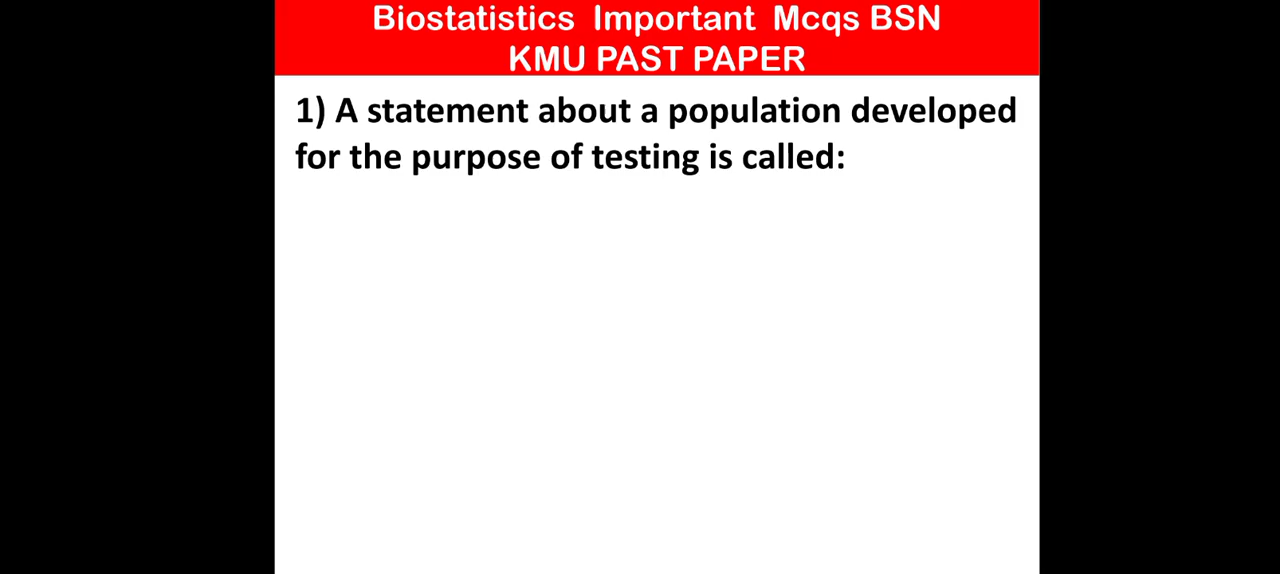 Biostatistics Important Mcqs BSN
KMU PAST PAPER
1) A statement about a population developed
for the purpose of testing is called: